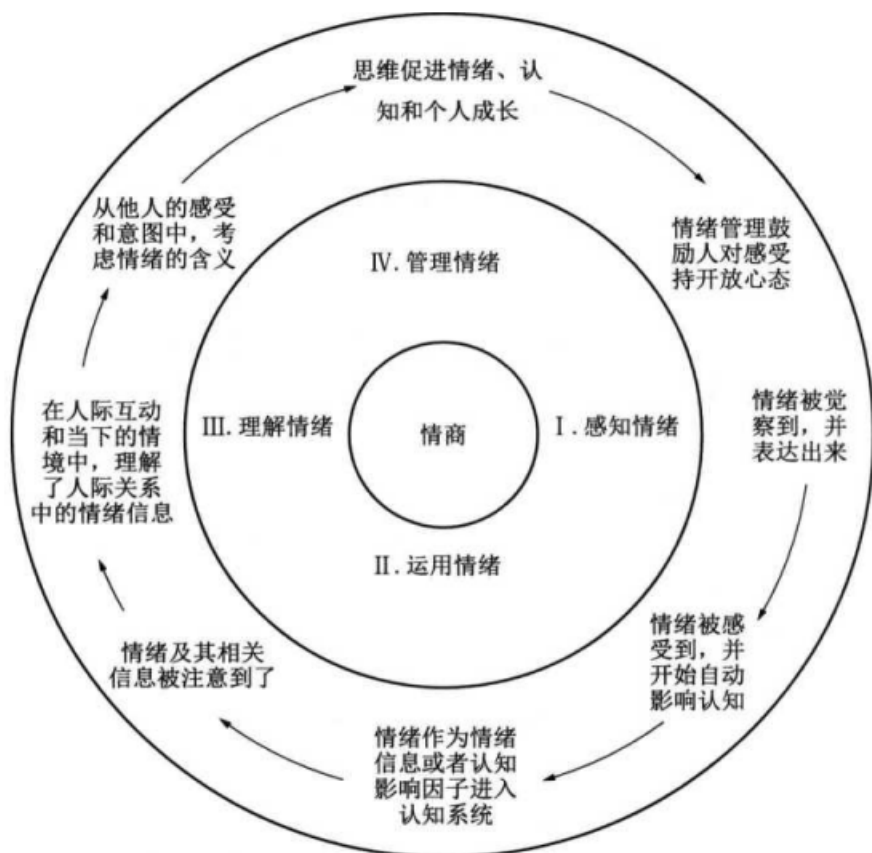 思维促进情绪、认
知和个人成长
从他人的感受
和意图中，考
虑情绪的含义
情绪管理鼓
励人对感受
持开放心态
Ⅳ.管理情绪
在人际互动
和当下的情
境中，理解
了人际关系
中的情绪信息
Ⅲ.理解情绪
情商
Ⅰ.感知情绪
情绪被觉
察到，并
表达出来
Ⅱ.运用情绪
情绪及其相关
信息被注意到了
情绪被感
受到，并
开始自动
影响认知
情绪作为情绪
信息或者认知
影响因子进入
认知系统